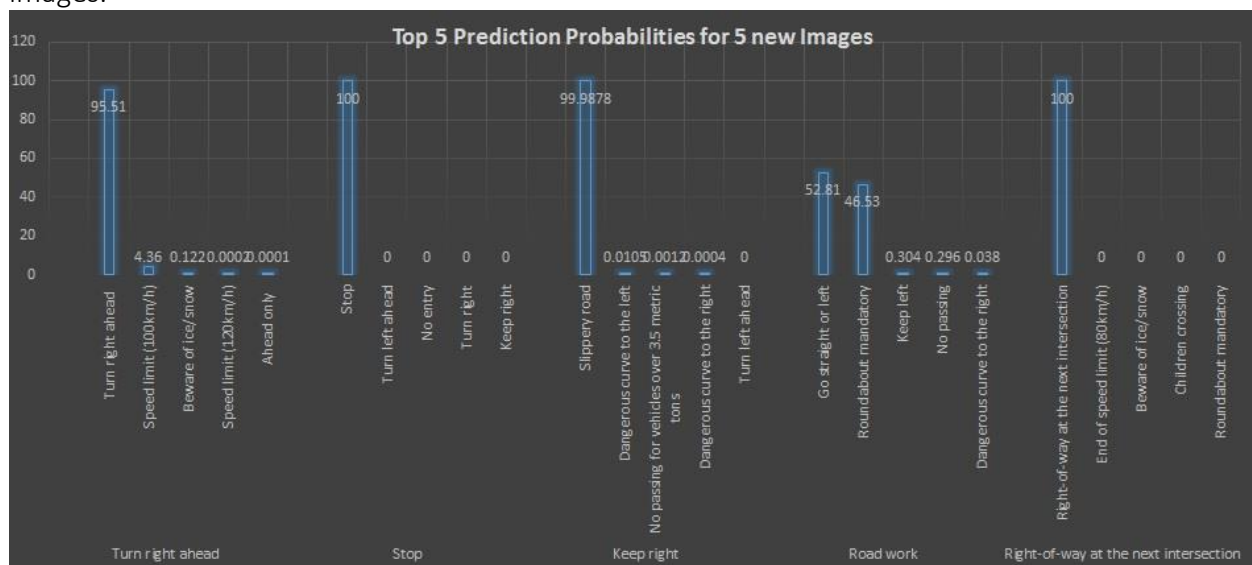 images.
Top 5 Prediction Probabilities for 5 new Images
120
100
80
60
40
20
0
95.51
4.36
0.122
0.0002
0.0001
100
0
0
0
0
99.9878
0.0105
0.0012
0.0004
0
52.81
46.53
0.304
0.296
0.038
100
0
0
0
0
Turn right ahead
Speed limit (100km/h)
Beware of ice/snow
Speed limit (120km/h)
Ahead only
Stop
Turn left ahead
No entry
Turn right
Keep right
Slippery road
Dangerous curve to the left
No passing for vehicles over 3.5 metric
tons
Dangerous curve to the right
Turn left ahead
Go straight or left
Roundabout mandatory
Keep left
No passing
Dangerous curve to the right
Right-of-way at the next intersection
End of speed limit (80km/h)
Beware of ice/snow
Children crossing
Roundabout mandatory
Turn right ahead
Stop
Keep right
Road work
Right-of-way at the next intersection